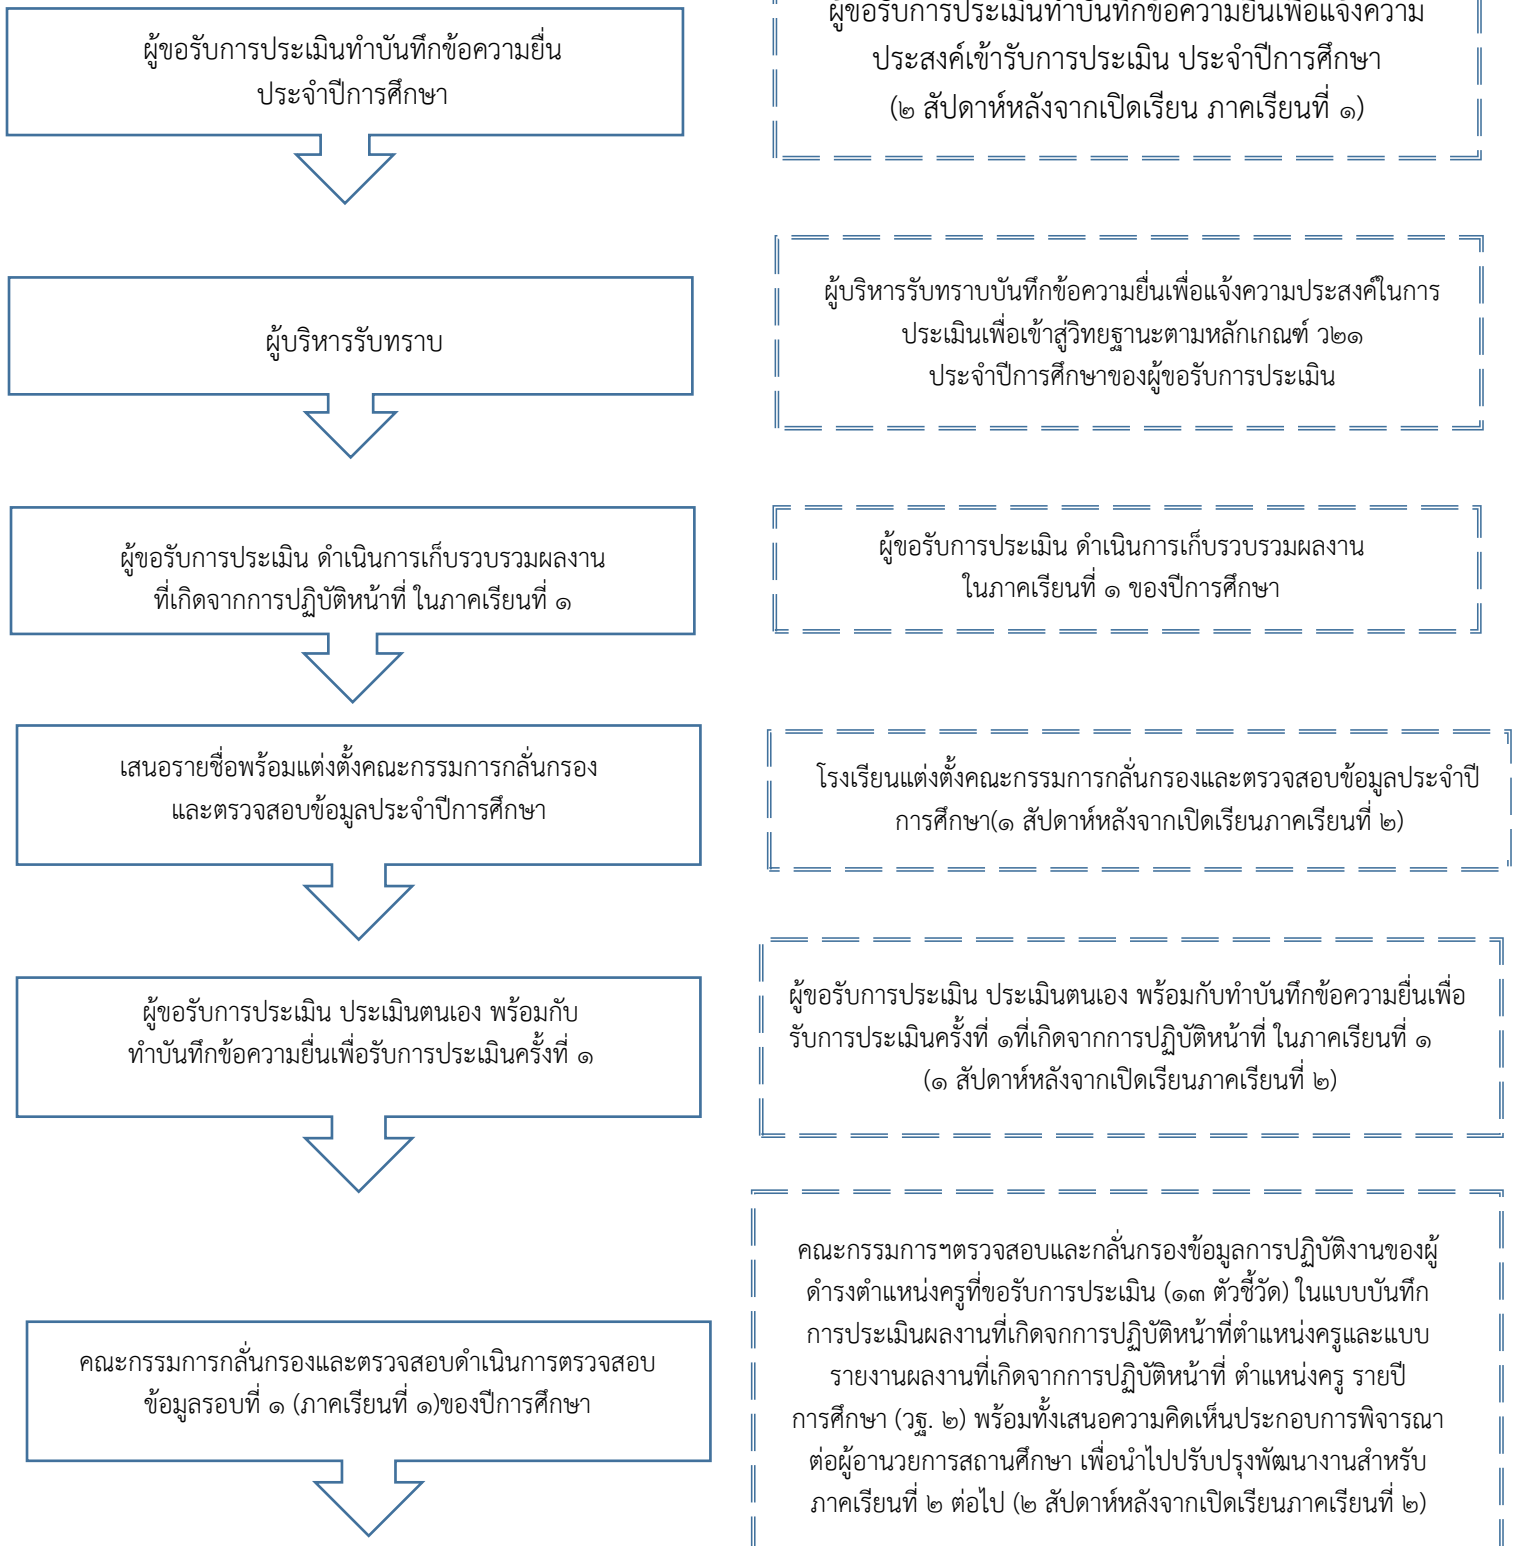 ผู้ขอรับการประเมินทำบันทึกข้อความยื่น
ประจำปีการศึกษา
ผู้ขอรับการประเมินทำบันทึกข้อความยื่นเพื่อแจ้งความ
ประสงค์เข้ารับการประเมิน ประจำปีการศึกษา
(๒ สัปดาห์หลังจากเปิดเรียน ภาคเรียนที่ ๑)
ผู้บริหารรับทราบ
ผู้บริหารรับทราบบันทึกข้อความยื่นเพื่อแจ้งความประสงค์ในการ
ประเมินเพื่อเข้าสู่วิทยฐานะตามหลักเกณฑ์ ว๒๑
ประจำปีการศึกษาของผู้ขอรับการประเมิน
ผู้ขอรับการประเมิน ดำเนินการเก็บรวบรวมผลงาน
ที่เกิดจากการปฏิบัติหน้าที่ ในภาคเรียนที่ ๑
ผู้ขอรับการประเมิน ดำเนินการเก็บรวบรวมผลงาน
ในภาคเรียนที่ ๑ ของปีการศึกษา
เสนอรายชื่อพร้อมแต่งตั้งคณะกรรมการกลั่นกรอง
และตรวจสอบข้อมูลประจำปีการศึกษา
โรงเรียนแต่งตั้งคณะกรรมการกลั่นกรองและตรวจสอบข้อมูลประจำปี
การศึกษา(๑ สัปดาห์หลังจากเปิดเรียนภาคเรียนที่ ๒)
ผู้ขอรับการประเมิน ประเมินตนเอง พร้อมกับ
ทำบันทึกข้อความยื่นเพื่อรับการประเมินครั้งที่ ๑
ผู้ขอรับการประเมิน ประเมินตนเอง พร้อมกับทำบันทึกข้อความยื่นเพื่อ
รับการประเมินครั้งที่ ๑ที่เกิดจากการปฏิบัติหน้าที่ ในภาคเรียนที่ ๑
(๑ สัปดาห์หลังจากเปิดเรียนภาคเรียนที่ ๒)
คณะกรรมการกลั่นกรองและตรวจสอบดำเนินการตรวจสอบ
ข้อมูลรอบที่ ๑ (ภาคเรียนที่ ๑)ของปีการศึกษา
คณะกรรมการฯตรวจสอบและกลั่นกรองข้อมูลการปฏิบัติงานของผู้
ดำรงตำแหน่งครูที่ขอรับการประเมิน (๑๓ ตัวชี้วัด) ในแบบบันทึก
การประเมินผลงานที่เกิดจกการปฏิบัติหน้าที่ตำแหน่งครูและแบบ
รายงานผลงานที่เกิดจากการปฏิบัติหน้าที่ ตำแหน่งครู รายปี
การศึกษา (วฐ. ๒) พร้อมทั้งเสนอความคิดเห็นประกอบการพิจารณา
ต่อผู้อานวยการสถานศึกษา เพื่อนำไปปรับปรุงพัฒนางานสำหรับ
ภาคเรียนที่ ๒ ต่อไป (๒ สัปดาห์หลังจากเปิดเรียนภาคเรียนที่ ๒)